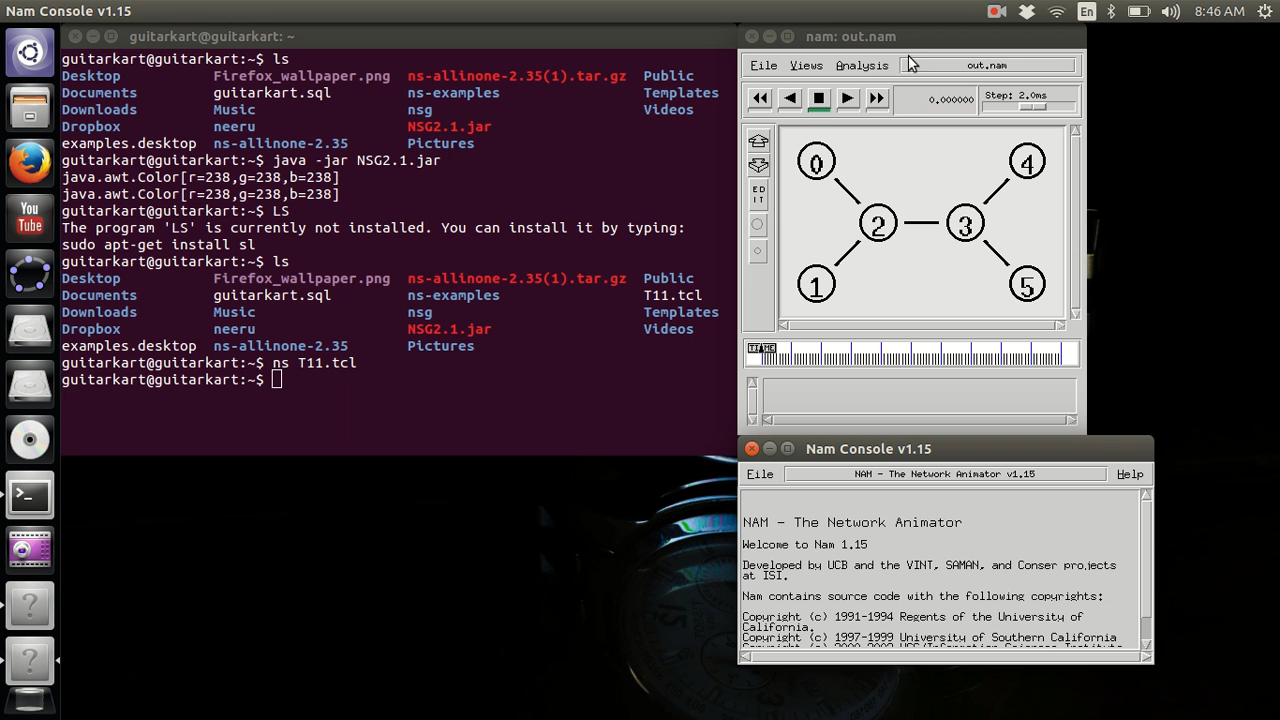 Nam Console v1.15
En
8:46 AM
You
Tube
guitarkart@guitarkart: ~
guitarkart@guitarkart:~$ ls
Desktop Firefox_wallpaper.png ns-allinone-2.35(1).tar.gz Public
Documents guitarkart.sql ns-examples Templates
Downloads Music nsg Videos
Dropbox neeru NSG2.1.jar
examples.desktop ns-allinone-2.35 Pictures
guitarkart@guitarkart:~$ java -jar NSG2.1.jar
java.awt.Color[r=238,g=238,b=238]
java.awt.Color[r=238,g=238,b=238]
guitarkart@guitarkart:~$ LS
The program 'LS' is currently not installed. You can install it by typing:
sudo apt-get install sl
guitarkart@guitarkart:~$ ls
Desktop Firefox_wallpaper.png ns-allinone-2.35(1).tar.gz Public
Documents guitarkart.sql ns-examples T11.tcl
Downloads Music nsg Templates
Dropbox neeru NSG2.1.jar Videos
examples.desktop ns-allinone-2.35 Pictures
guitarkart@guitarkart:~$ ns T11.tcl
guitarkart@guitarkart:~$
nam: out.nam
File Views Analysis out.nam
0.000000 Step: 2.0ms
ED
IT
0 4
2 3
1 5
TIME
Nam Console v1.15
File NAM - The Network Animator v1.15 Help
NAM - The Network Animator
Welcome to Nam 1.15
Developed by UCB and the VINT, SAMAN, and Conser projects
at ISI.
Nam contains source code with the following copyrights:
Copyright (c) 1991-1994 Regents of the University of
California.
Copyright (c) 1997-1999 University of Southern California